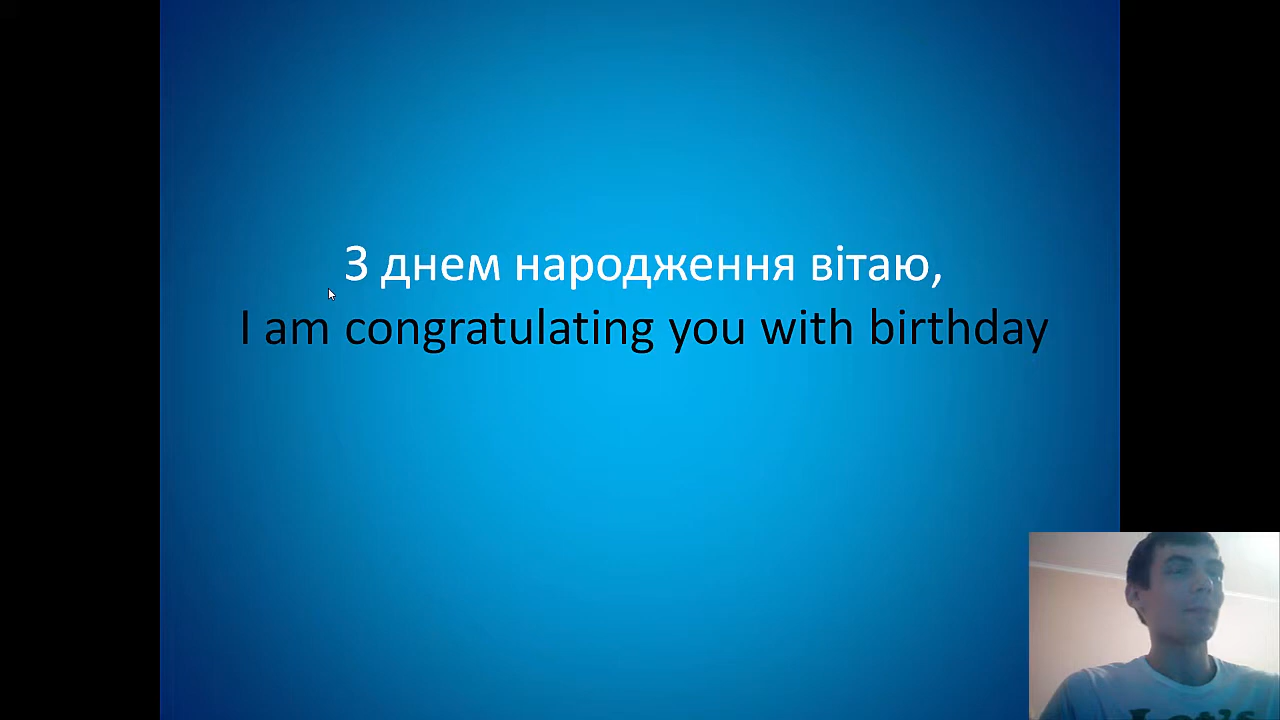 З днем народження вітаю,
I am congratulating you with birthday